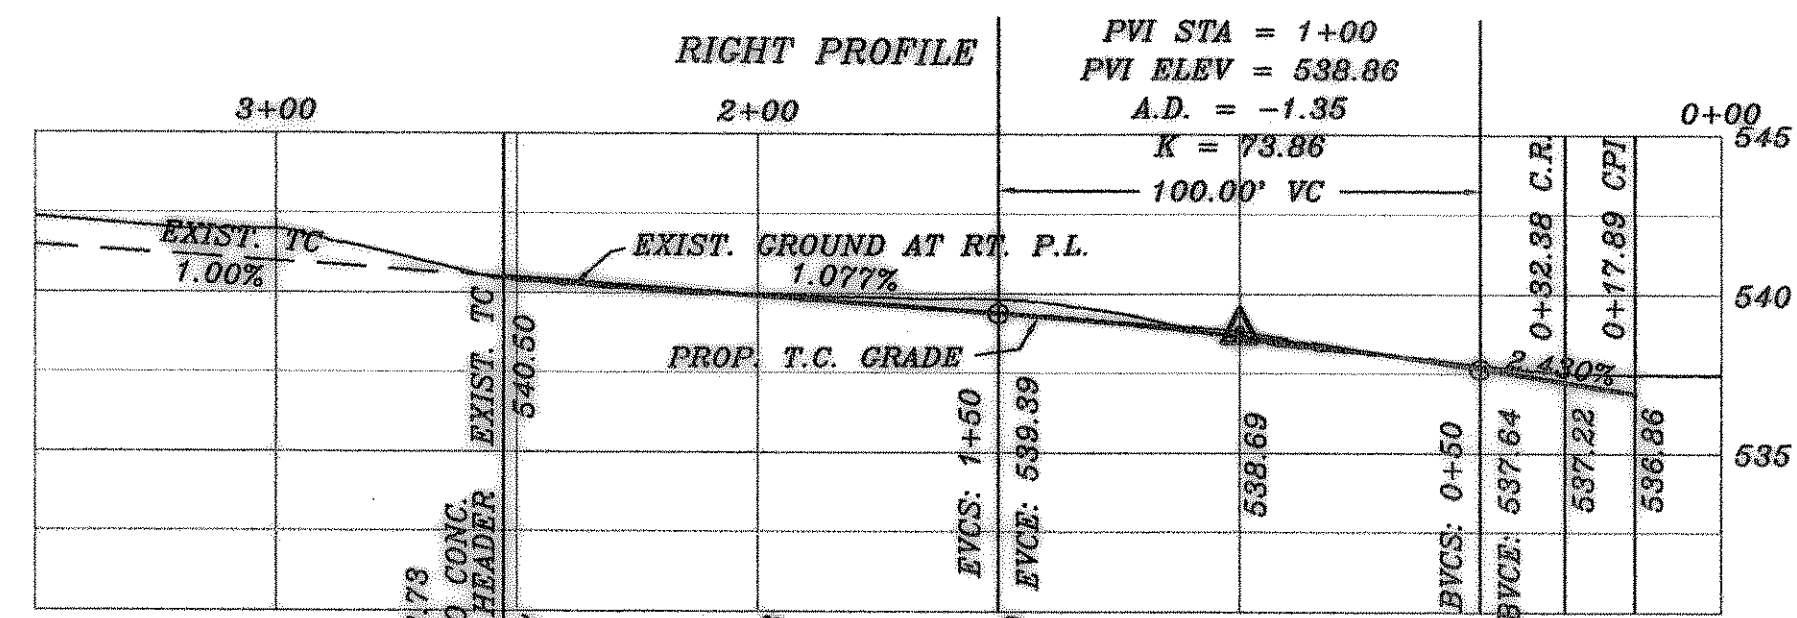 RIGHT PROFILE
PVI STA = 1+00
PVI ELEV = 538.86
A.D. = -1.35
K = 73.86
100.00' VC
3+00
2+00
0+00
545
540
535
EXIST. TC
1.00%
EXIST. GROUND AT RT. P.L.
1.077%
PROP. T.C. GRADE
2.430%
0+32.38 C.R.
0+17.89 CPI
EXIST. TC
540.50
CONC.
HEADER
.73
EVCS: 1+50
EVCE: 539.39
538.69
BVCS: 0+50
BVCE: 537.64
537.22
536.86